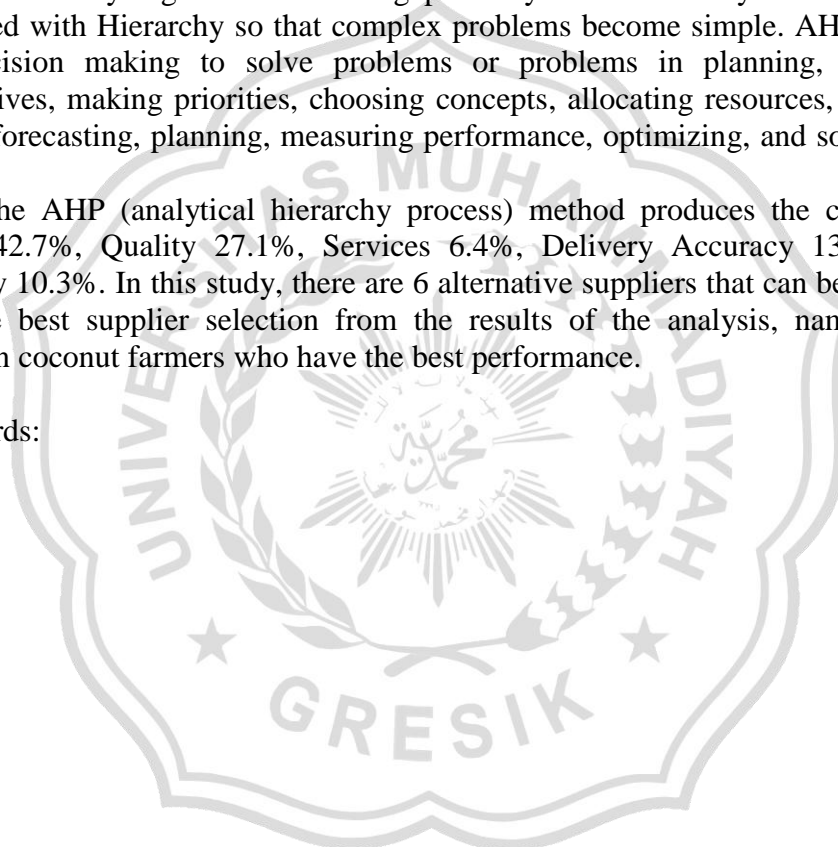 ed with Hierarchy so that complex problems become simple. AH
cision making to solve problems or problems in planning,
ives, making priorities, choosing concepts, allocating resources,
forecasting, planning, measuring performance, optimizing, and so
he AHP (analytical hierarchy process) method produces the c
42.7%, Quality 27.1%, Services 6.4%, Delivery Accuracy 13
y 10.3%. In this study, there are 6 alternative suppliers that can be
e best supplier selection from the results of the analysis, nam
n coconut farmers who have the best performance.
rds:
UNIVERSITAS MUHAMMADIYAH
GRESIK